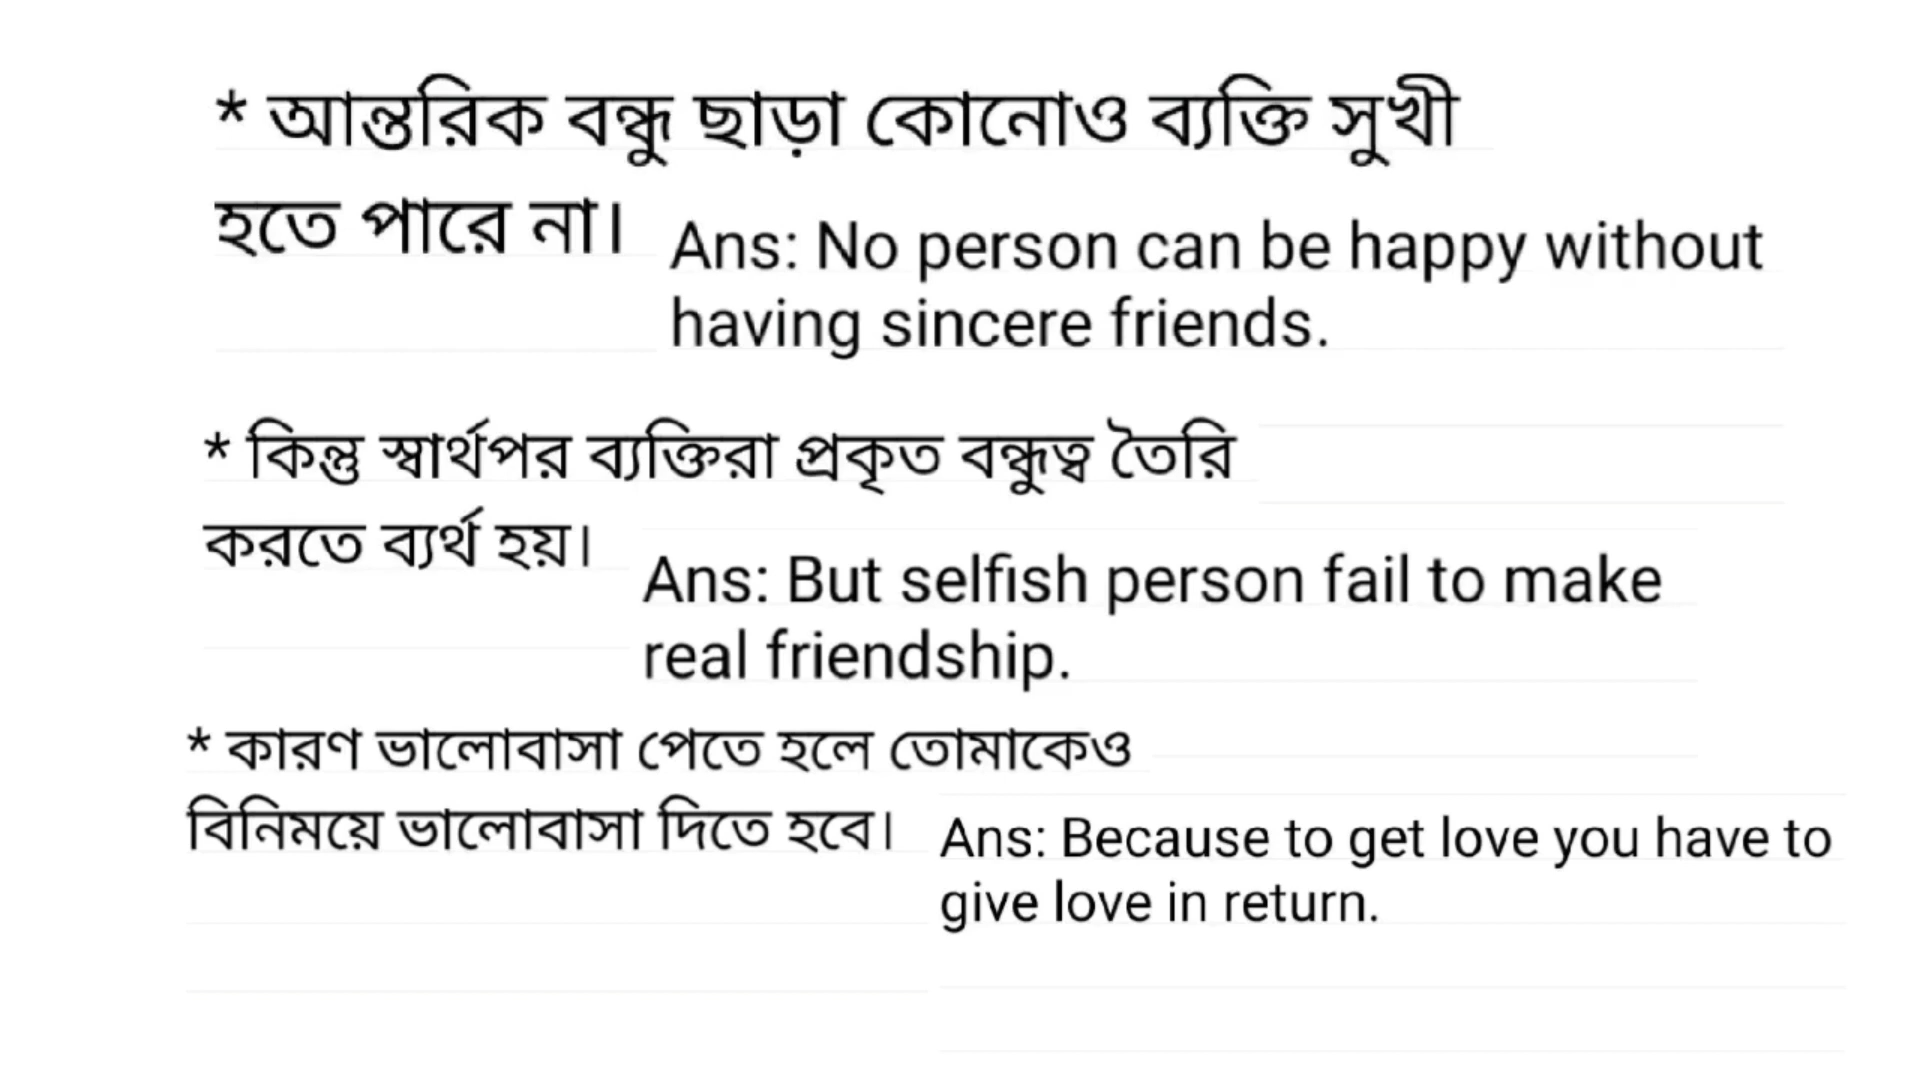 * আন্তরিক বন্ধু ছাড়া কোনোও ব্যক্তি সুখী
হতে পারে না।
Ans: No person can be happy without
having sincere friends.
* কিন্তু স্বার্থপর ব্যক্তিরা প্রকৃত বন্ধুত্ব তৈরি
করতে ব্যর্থ হয়।
Ans: But selfish person fail to make
real friendship.
* কারণ ভালোবাসা পেতে হলে তোমাকেও
বিনিময়ে ভালোবাসা দিতে হবে।
Ans: Because to get love you have to
give love in return.